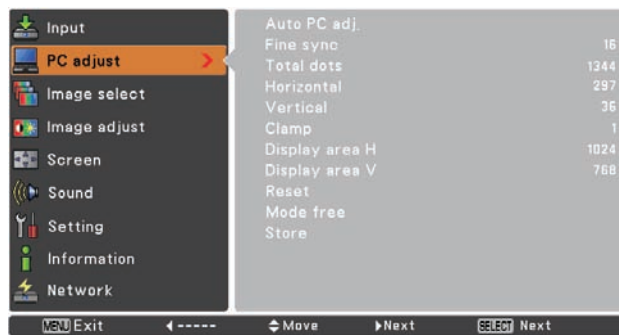 Input
PC adjust
Image select
Image adjust
Screen
Sound
Setting
Information
Network
Auto PC adj.
Fine sync 16
Total dots 1344
Horizontal 297
Vertical 36
Clamp 1
Display area H 1024
Display area V 768
Reset
Mode free
Store
MENU Exit ◀ ----- ◆ Move ▶ Next SELECT Next